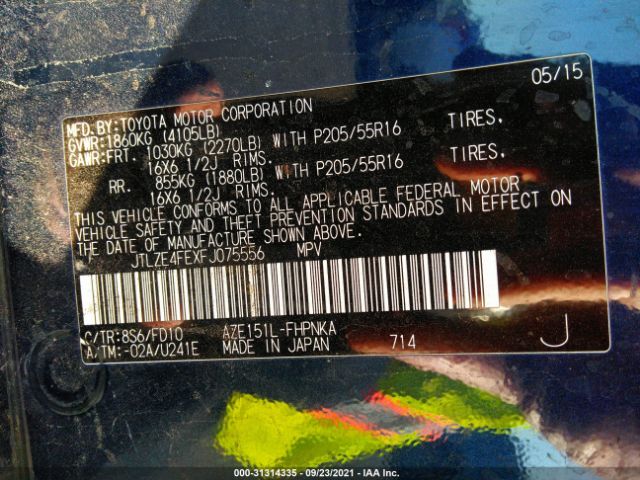 05/15
MFD.BY:TOYOTA MOTOR CORPORATION
GVWR:1860KG (4105LB)
GAWR:FRT. 1030KG (2270LB) WITH P205/55R16 TIRES.
16X6 1/2J RIMS.
RR. 855KG (1880LB) WITH P205/55R16 TIRES.
16X6 1/2J RIMS.
THIS VEHICLE CONFORMS TO ALL APPLICABLE FEDERAL MOTOR
VEHICLE SAFETY AND THEFT PREVENTION STANDARDS IN EFFECT ON
THE DATE OF MANUFACTURE SHOWN ABOVE.
JTLZE4FEXFJ075556 MPV
C/TR:8S6/FD10 AZE151L-FHPNKA
A/TM:-02A/U241E MADE IN JAPAN 714 J
000-31314335 - 09/23/2021 - IAA Inc.